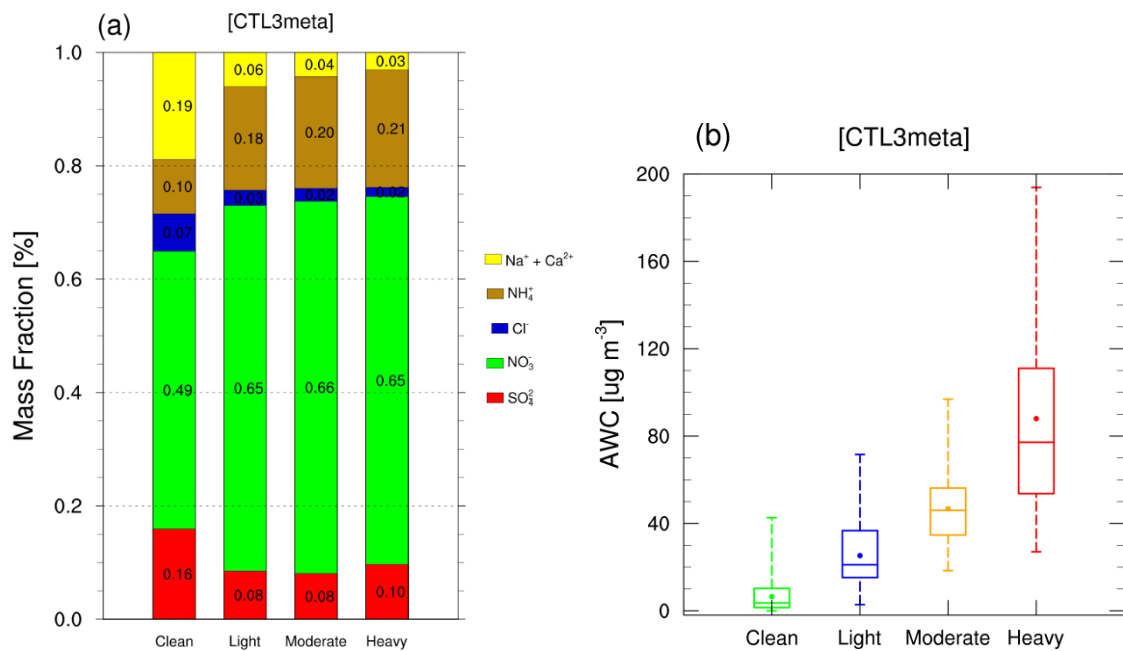 (a)
[CTL3meta]
Mass Fraction [%]
1.0
0.8
0.6
0.4
0.2
0.0
0.19
0.10
0.07
0.49
0.16
0.06
0.18
0.03
0.65
0.08
0.04
0.20
0.02
0.66
0.08
0.03
0.21
0.02
0.65
0.10
Clean Light Moderate Heavy
Na⁺ + Ca²⁺
NH₄⁺
Cl⁻
NO₃⁻
SO₄²
(b)
[CTL3meta]
AWC [ug m⁻³]
200
160
120
80
40
0
Clean Light Moderate Heavy